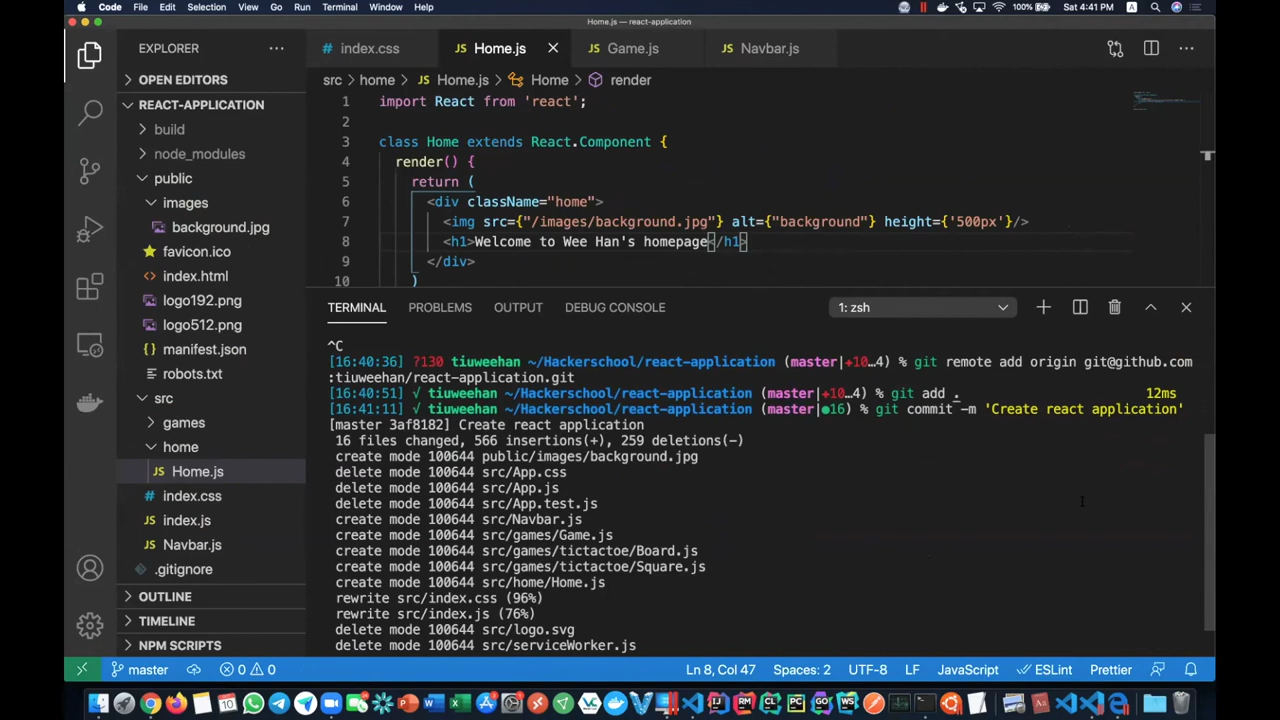 Code File Edit Selection View Go Run Terminal Window Help 100% Sat 4:41 PM A
Home.js — react-application
EXPLORER
index.css
JS Home.js
JS Game.js
JS Navbar.js
OPEN EDITORS
src > home > JS Home.js > Home > render
REACT-APPLICATION
build
node_modules
public
images
background.jpg
favicon.ico
index.html
logo192.png
logo512.png
manifest.json
robots.txt
src
games
home
JS Home.js
index.css
JS index.js
JS Navbar.js
.gitignore
OUTLINE
TIMELINE
NPM SCRIPTS
1 import React from 'react';
2
3 class Home extends React.Component {
4 render() {
5 return (
6 <div className="home">
7 <img src={"/images/background.jpg"} alt={"background"} height={'500px'}/>
8 <h1>Welcome to Wee Han's homepage</h1>
9 </div>
10 )
TERMINAL PROBLEMS OUTPUT DEBUG CONSOLE 1: zsh
^C
[16:40:36] ?130 tiuweehan ~/Hackerschool/react-application (master|+10…4) % git remote add origin git@github.com
:tiuweehan/react-application.git
[16:40:51] √ tiuweehan ~/Hackerschool/react-application (master|+10…4) % git add . 12ms
[16:41:11] √ tiuweehan ~/Hackerschool/react-application (master|●16) % git commit -m 'Create react application'
[master 3af8182] Create react application
16 files changed, 566 insertions(+), 259 deletions(-)
create mode 100644 public/images/background.jpg
delete mode 100644 src/App.css
delete mode 100644 src/App.js
delete mode 100644 src/App.test.js
create mode 100644 src/Navbar.js
create mode 100644 src/games/Game.js
create mode 100644 src/games/tictactoe/Board.js
create mode 100644 src/games/tictactoe/Square.js
create mode 100644 src/home/Home.js
rewrite src/index.css (96%)
rewrite src/index.js (76%)
delete mode 100644 src/logo.svg
delete mode 100644 src/serviceWorker.js
master 0 0 Ln 8, Col 47 Spaces: 2 UTF-8 LF JavaScript ESLint Prettier